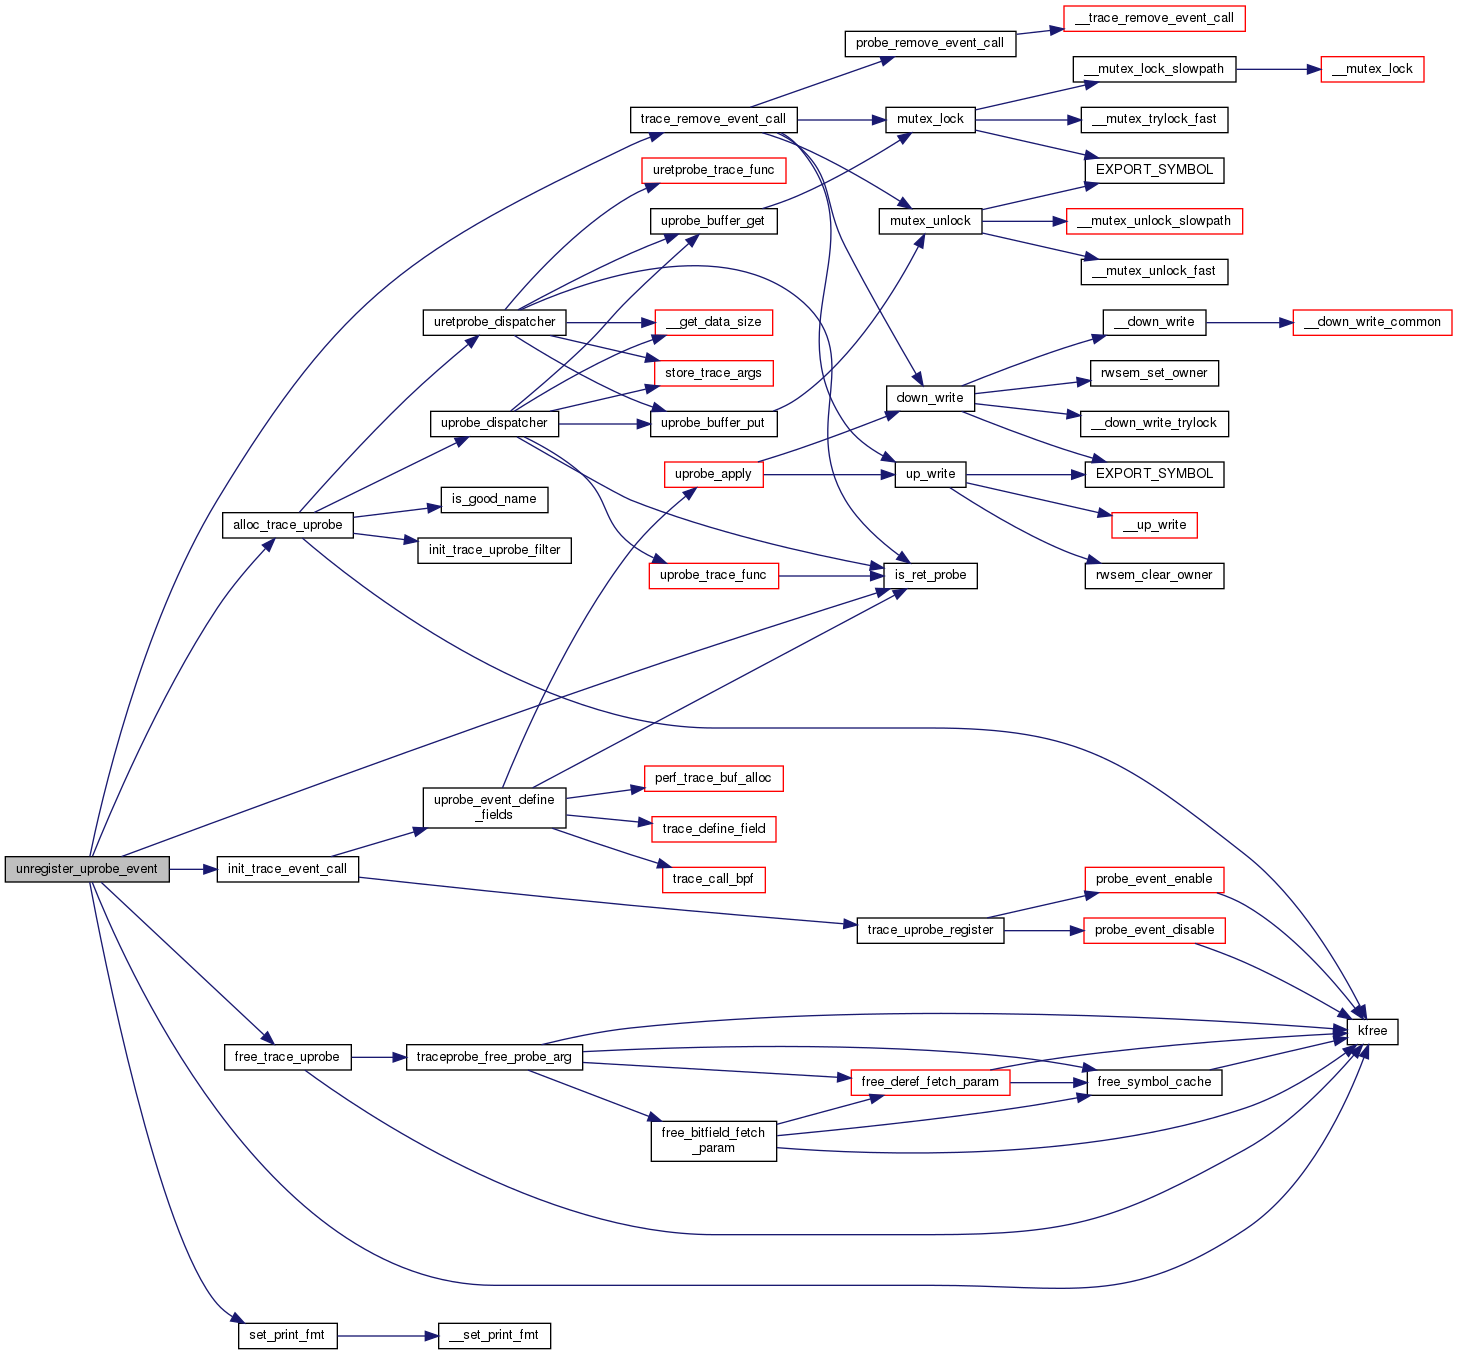 __trace_remove_event_call
probe_remove_event_call
__mutex_lock_slowpath
__mutex_lock
trace_remove_event_call
mutex_lock
__mutex_trylock_fast
uretprobe_trace_func
EXPORT_SYMBOL
uprobe_buffer_get
mutex_unlock
__mutex_unlock_slowpath
__mutex_unlock_fast
uretprobe_dispatcher
__get_data_size
__down_write
__down_write_common
store_trace_args
rwsem_set_owner
down_write
uprobe_dispatcher
uprobe_buffer_put
__down_write_trylock
uprobe_apply
up_write
EXPORT_SYMBOL
is_good_name
alloc_trace_uprobe
__up_write
init_trace_uprobe_filter
uprobe_trace_func
is_ret_probe
rwsem_clear_owner
perf_trace_buf_alloc
uprobe_event_define
_fields
trace_define_field
unregister_uprobe_event
init_trace_event_call
trace_call_bpf
probe_event_enable
trace_uprobe_register
probe_event_disable
kfree
free_trace_uprobe
traceprobe_free_probe_arg
free_deref_fetch_param
free_symbol_cache
free_bitfield_fetch
_param
set_print_fmt
__set_print_fmt